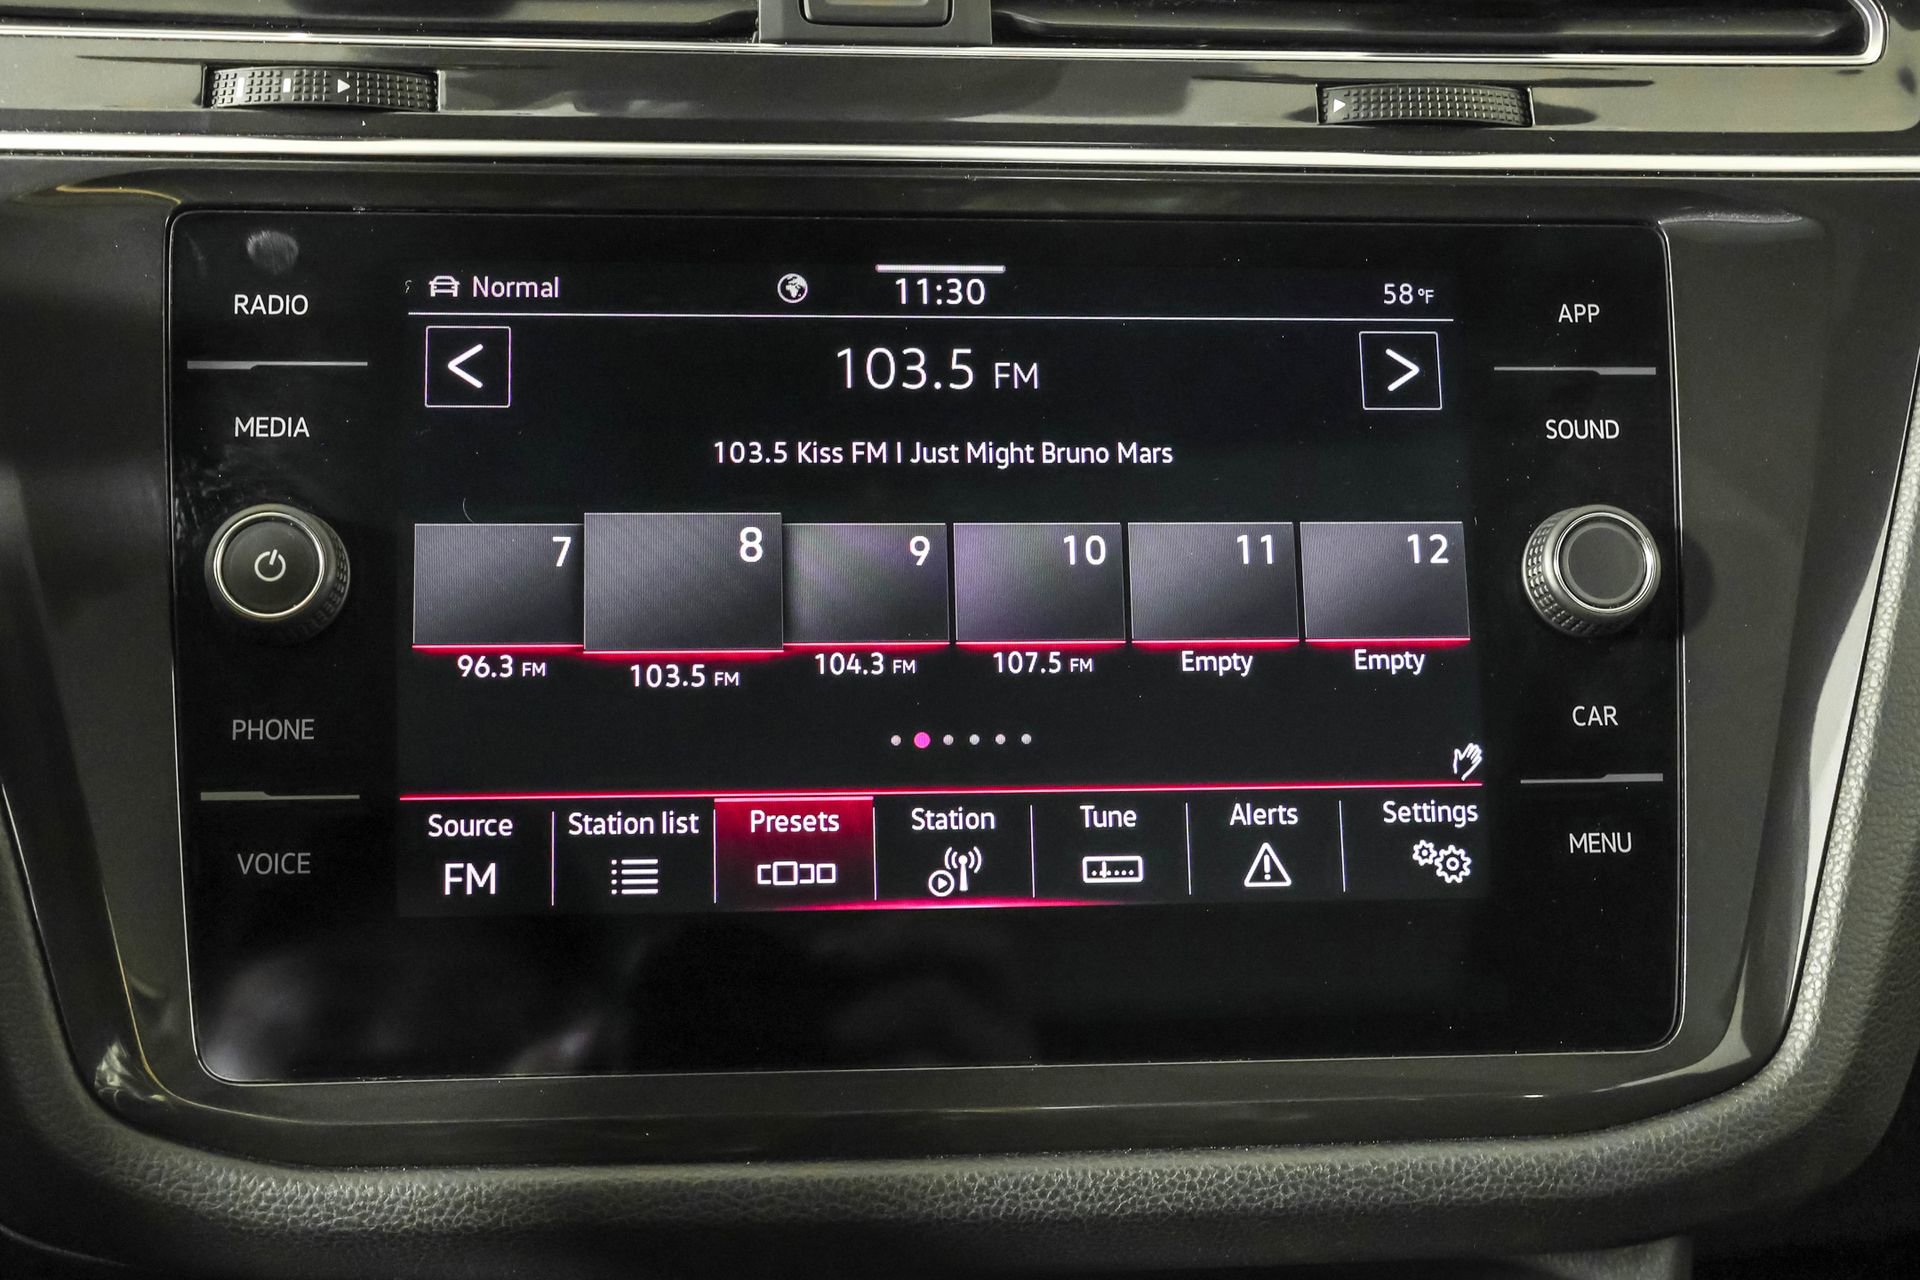 RADIO
MEDIA
PHONE
VOICE
Normal
11:30
58°F
103.5 FM
103.5 Kiss FM I Just Might Bruno Mars
7 8 9 10 11 12
96.3 FM 103.5 FM 104.3 FM 107.5 FM Empty Empty
Source Station list Presets Station Tune Alerts Settings
FM
APP
SOUND
CAR
MENU